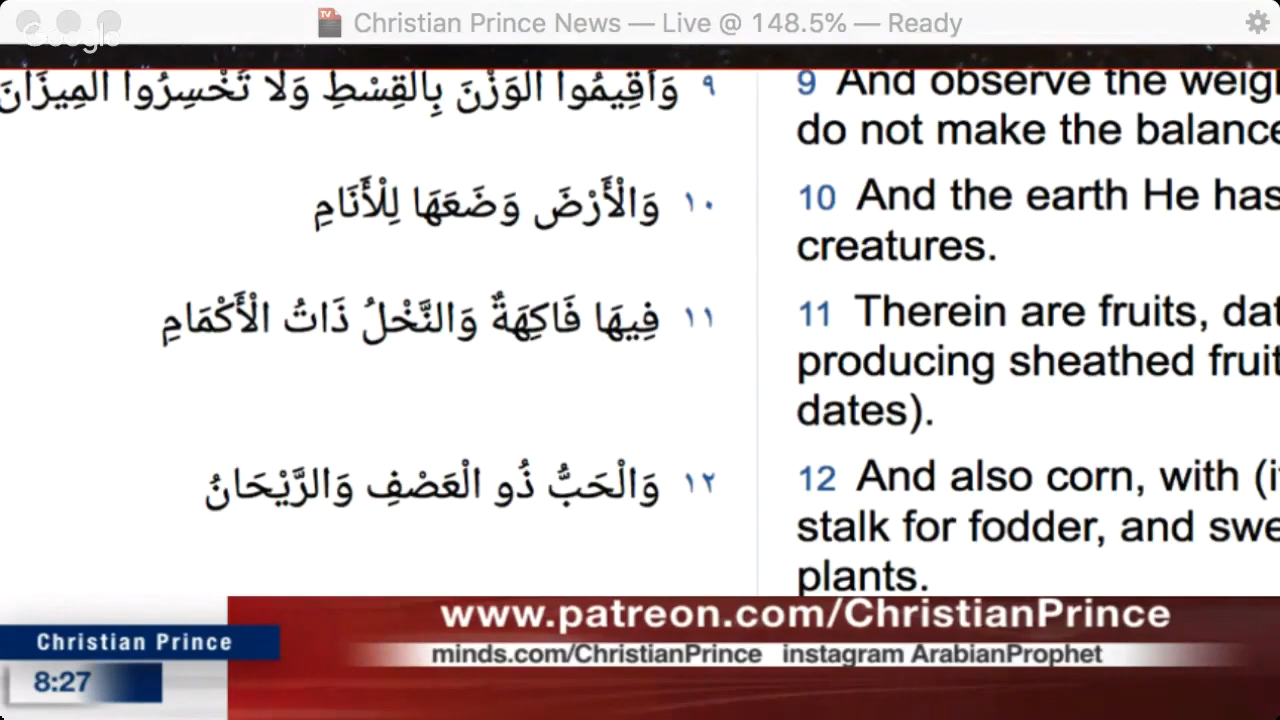 Christian Prince News — Live @ 148.5% — Ready
Google
وَأَقِيمُوا الْوَزْنَ بِالْقِسْطِ وَلَا تُخْسِرُوا الْمِيزَانَ ٩
9 And observe the weig
do not make the balance
وَالْأَرْضَ وَضَعَهَا لِلْأَنَامِ ١٠
10 And the earth He has
creatures.
فِيهَا فَاكِهَةٌ وَالنَّخْلُ ذَاتُ الْأَكْمَامِ ١١
11 Therein are fruits, dat
producing sheathed fruit
dates).
وَالْحَبُّ ذُو الْعَصْفِ وَالرَّيْحَانُ ١٢
12 And also corn, with (i
stalk for fodder, and swe
plants.
www.patreon.com/ChristianPrince
minds.com/ChristianPrince instagram ArabianProphet
Christian Prince
8:27